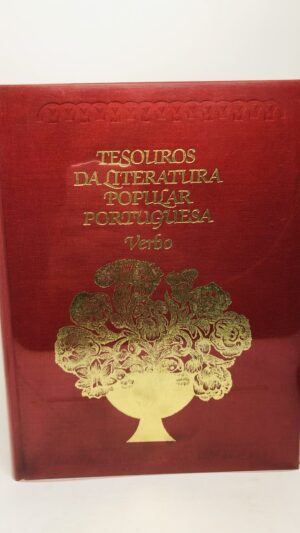 TESOUROS
DA LITERATURA
POPULAR
PORTUGUESA
Verbo